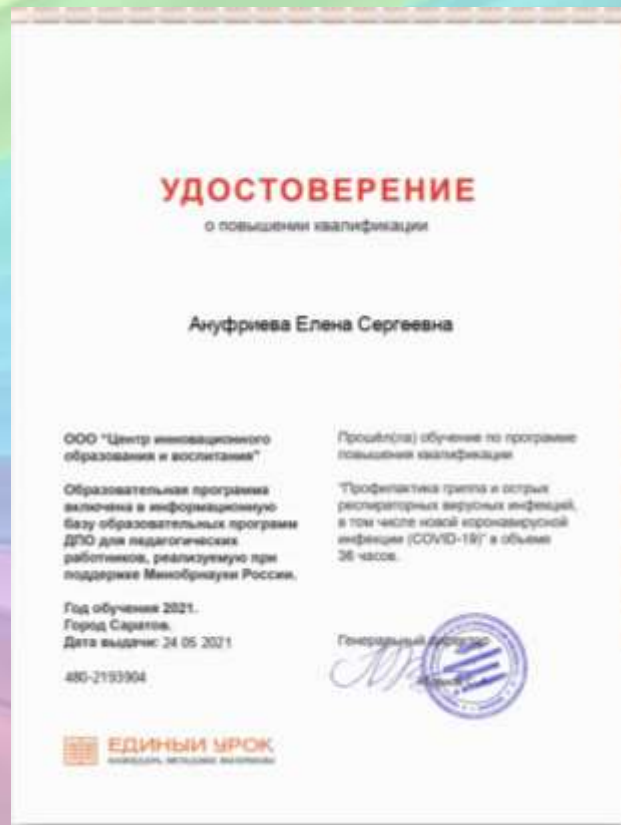 УДОСТОВЕРЕНИЕ
о повышении квалификации
Ануфриева Елена Сергеевна
ООО "Центр инновационного
образования и воспитания"
Образовательная программа
включена в информационную
базу образовательных программ
ДПО для педагогических
работников, реализуемую при
поддержке Минобрнауки России.
Год обучения 2021.
Город Саратов.
Дата выдачи: 24 05 2021
480-2193904
Прошёл(ла) обучение по программе
повышения квалификации
"Профилактика гриппа и острых
респираторных вирусных инфекций,
в том числе новой коронавирусной
инфекции (COVID-19)" в объеме
36 часов.
Генеральный директор
ЕДИНЫЙ УРОК